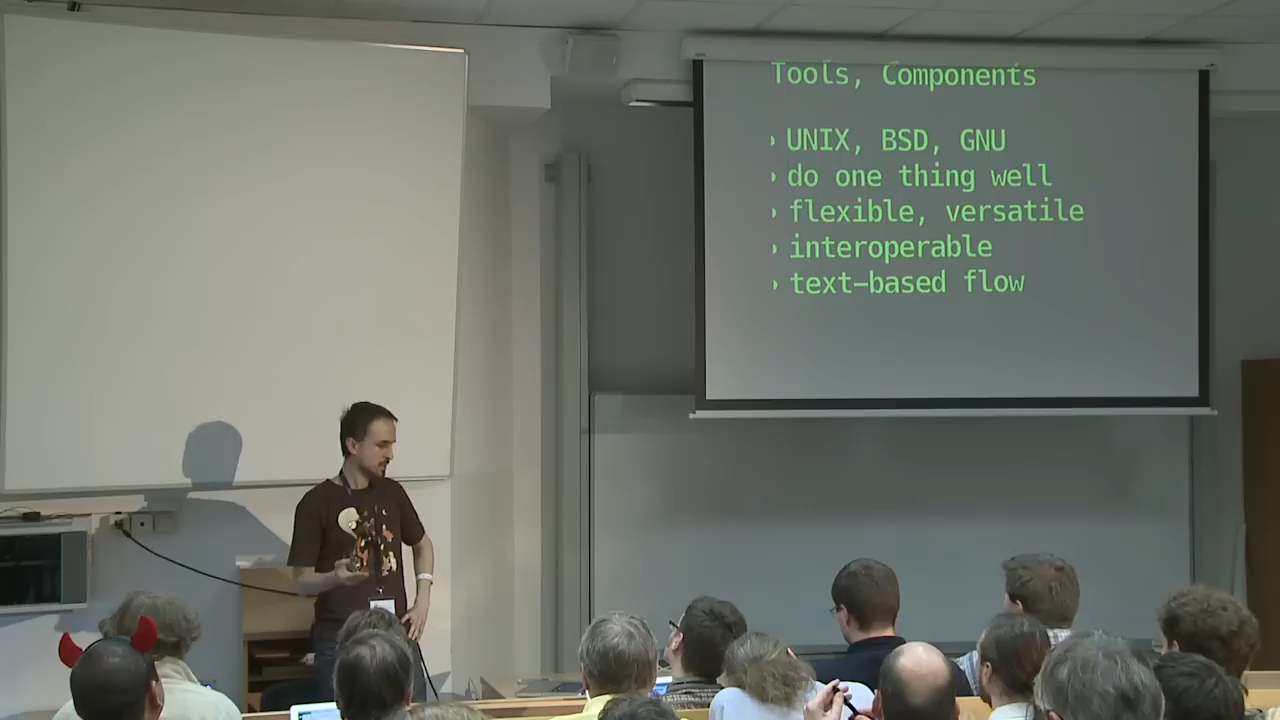 Tools, Components
UNIX, BSD, GNU
do one thing well
flexible, versatile
interoperable
text-based flow